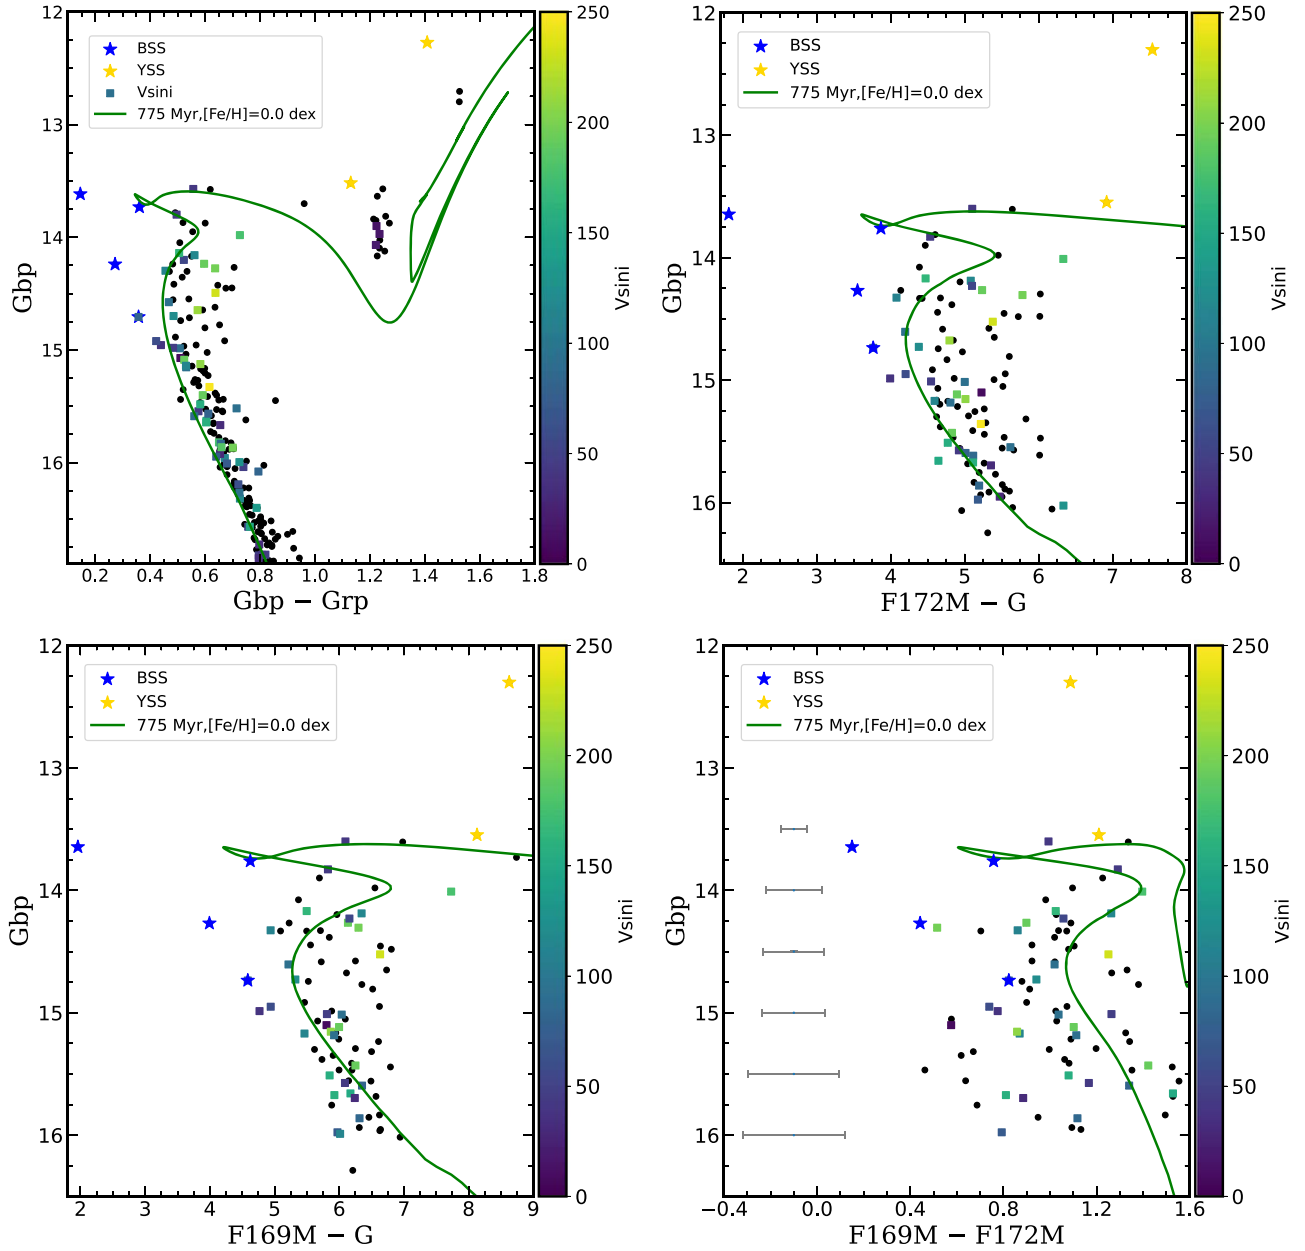 BSS
YSS
Vsini
775 Myr,[Fe/H]=0.0 dex
12
13
14
15
16
Gbp
0.2 0.4 0.6 0.8 1.0 1.2 1.4 1.6 1.8
Gbp − Grp
250
200
150
100
50
0
Vsini
BSS
YSS
775 Myr,[Fe/H]=0.0 dex
12
13
14
15
16
Gbp
2 3 4 5 6 7 8
F172M − G
250
200
150
100
50
0
Vsini
BSS
YSS
775 Myr,[Fe/H]=0.0 dex
12
13
14
15
16
Gbp
2 3 4 5 6 7 8 9
F169M − G
250
200
150
100
50
0
Vsini
BSS
YSS
775 Myr,[Fe/H]=0.0 dex
12
13
14
15
16
Gbp
−0.4 0.0 0.4 0.8 1.2 1.6
F169M − F172M
250
200
150
100
50
0
Vsini